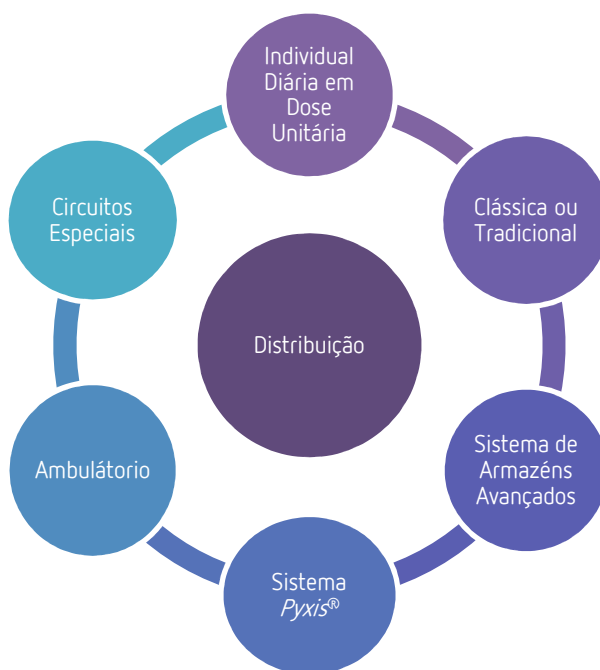 Individual
Diária em
Dose
Unitária
Clássica ou
Tradicional
Circuitos
Especiais
Distribuição
Sistema de
Armazéns
Avançados
Ambulátorio
Sistema
Pyxis®